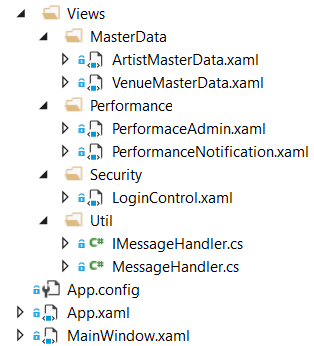 Views
MasterData
ArtistMasterData.xaml
VenueMasterData.xaml
Performance
PerformaceAdmin.xaml
PerformanceNotification.xaml
Security
LoginControl.xaml
Util
C# IMessageHandler.cs
C# MessageHandler.cs
App.config
App.xaml
MainWindow.xaml